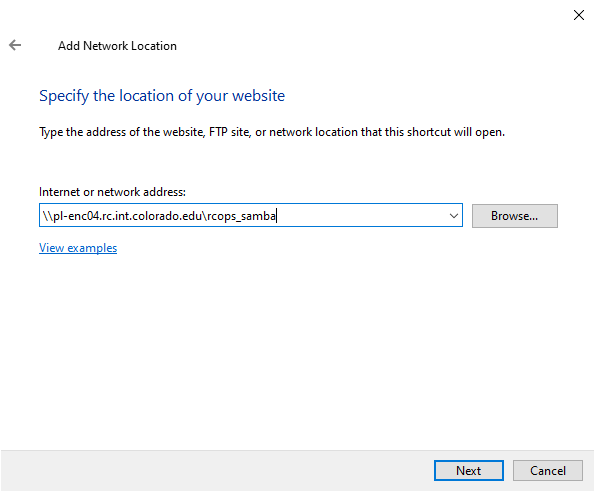 Add Network Location
Specify the location of your website
Type the address of the website, FTP site, or network location that this shortcut will open.
Internet or network address:
\\pl-enc04.rc.int.colorado.edu\rcops_samba
Browse...
View examples
Next
Cancel